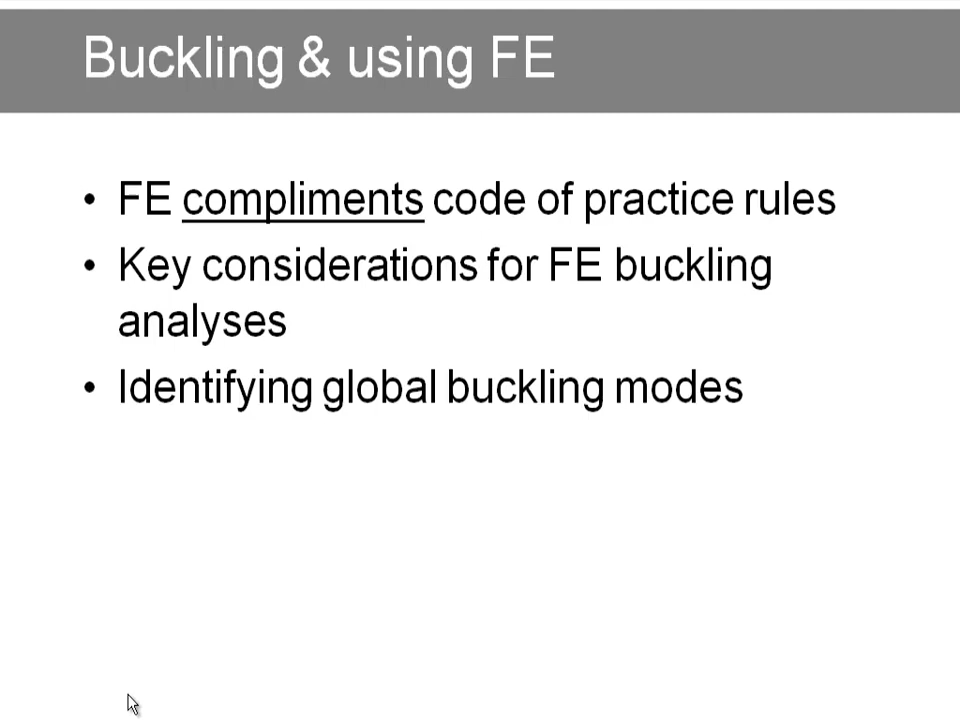 Buckling & using FE
• FE compliments code of practice rules
• Key considerations for FE buckling
analyses
• Identifying global buckling modes